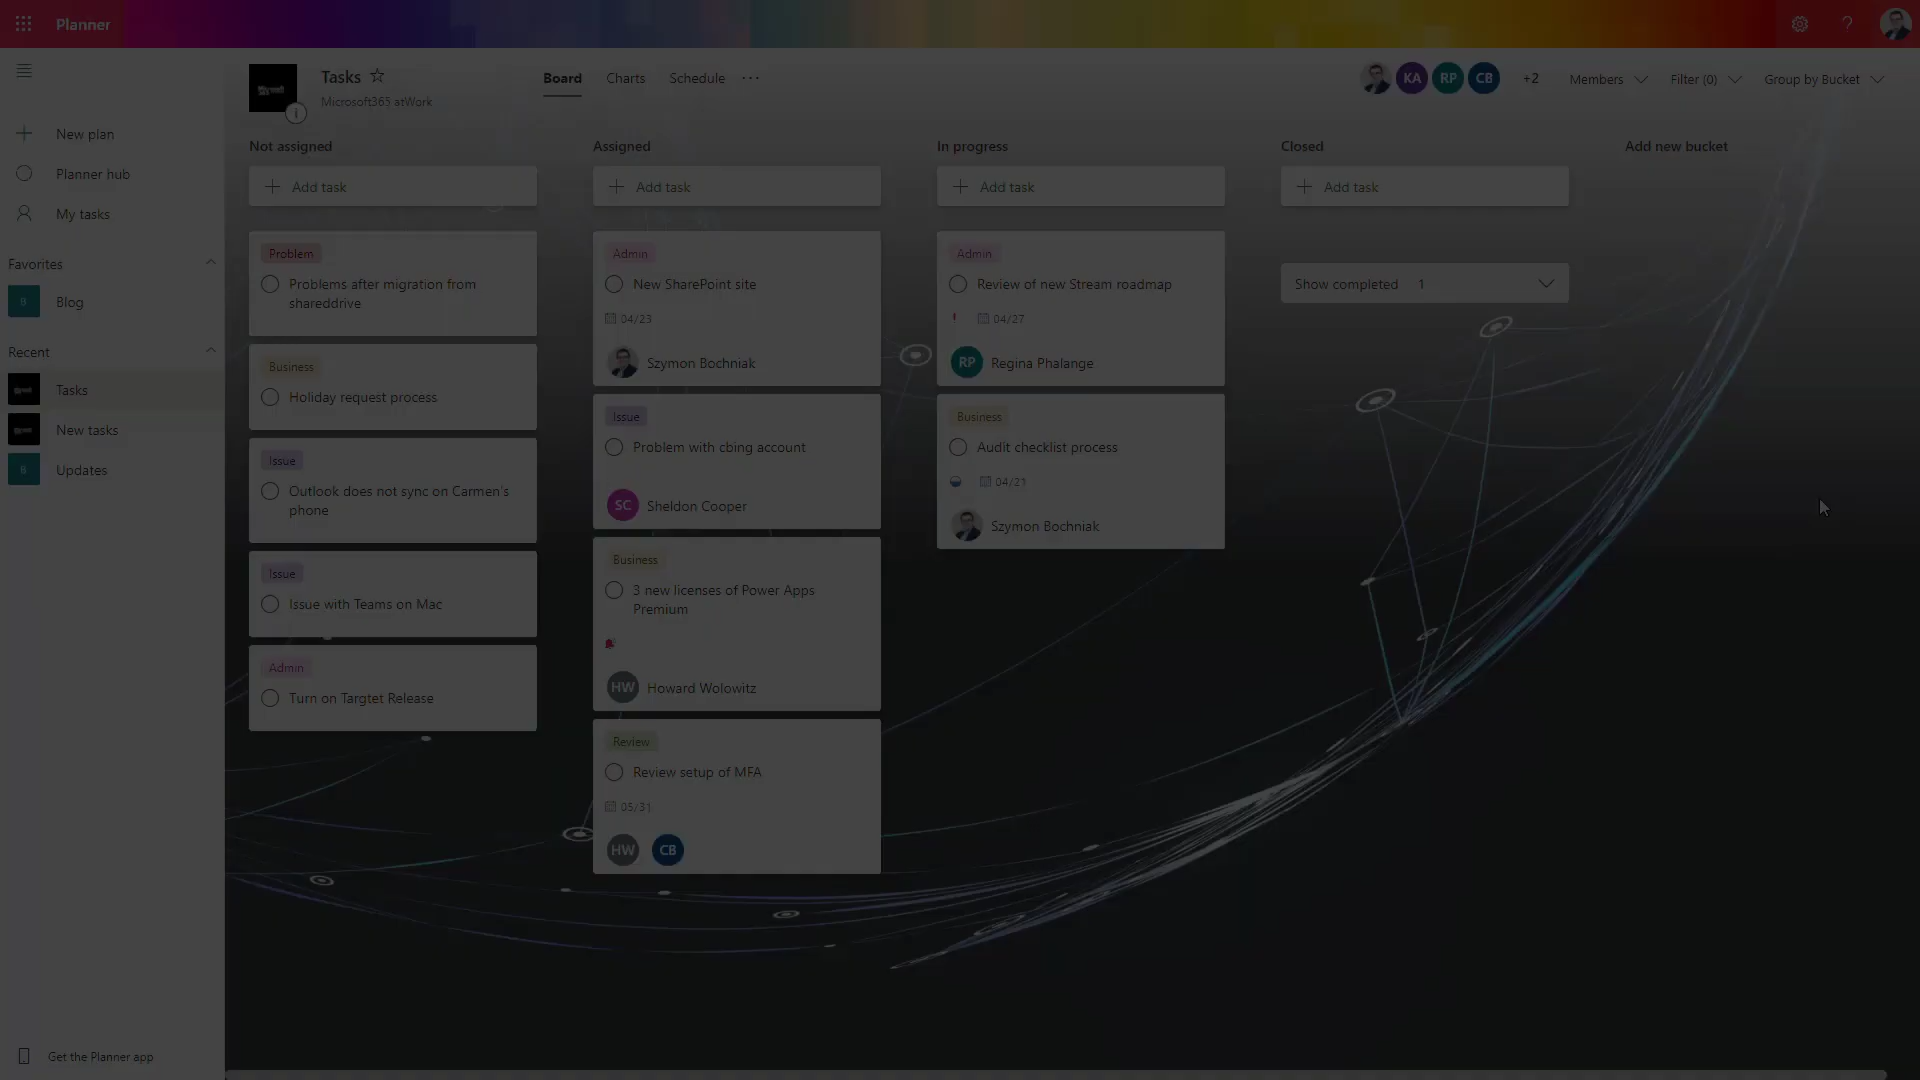 Planner
?
Tasks
Microsoft365 atWork
Board
Charts
Schedule
KA
RP
CB
+2
Members
Filter (0)
Group by Bucket
New plan
Planner hub
My tasks
Favorites
B
Blog
Recent
Tasks
New tasks
B
Updates
Get the Planner app
Not assigned
Add task
Problem
Problems after migration from
shareddrive
Business
Holiday request process
Issue
Outlook does not sync on Carmen's
phone
Issue
Issue with Teams on Mac
Admin
Turn on Targtet Release
Assigned
Add task
Admin
New SharePoint site
04/23
Szymon Bochniak
Issue
Problem with cbing account
SC
Sheldon Cooper
Business
3 new licenses of Power Apps
Premium
HW
Howard Wolowitz
Review
Review setup of MFA
05/31
HW
CB
In progress
Add task
Admin
Review of new Stream roadmap
04/27
RP
Regina Phalange
Business
Audit checklist process
04/21
Szymon Bochniak
Closed
Add task
Show completed 1
Add new bucket